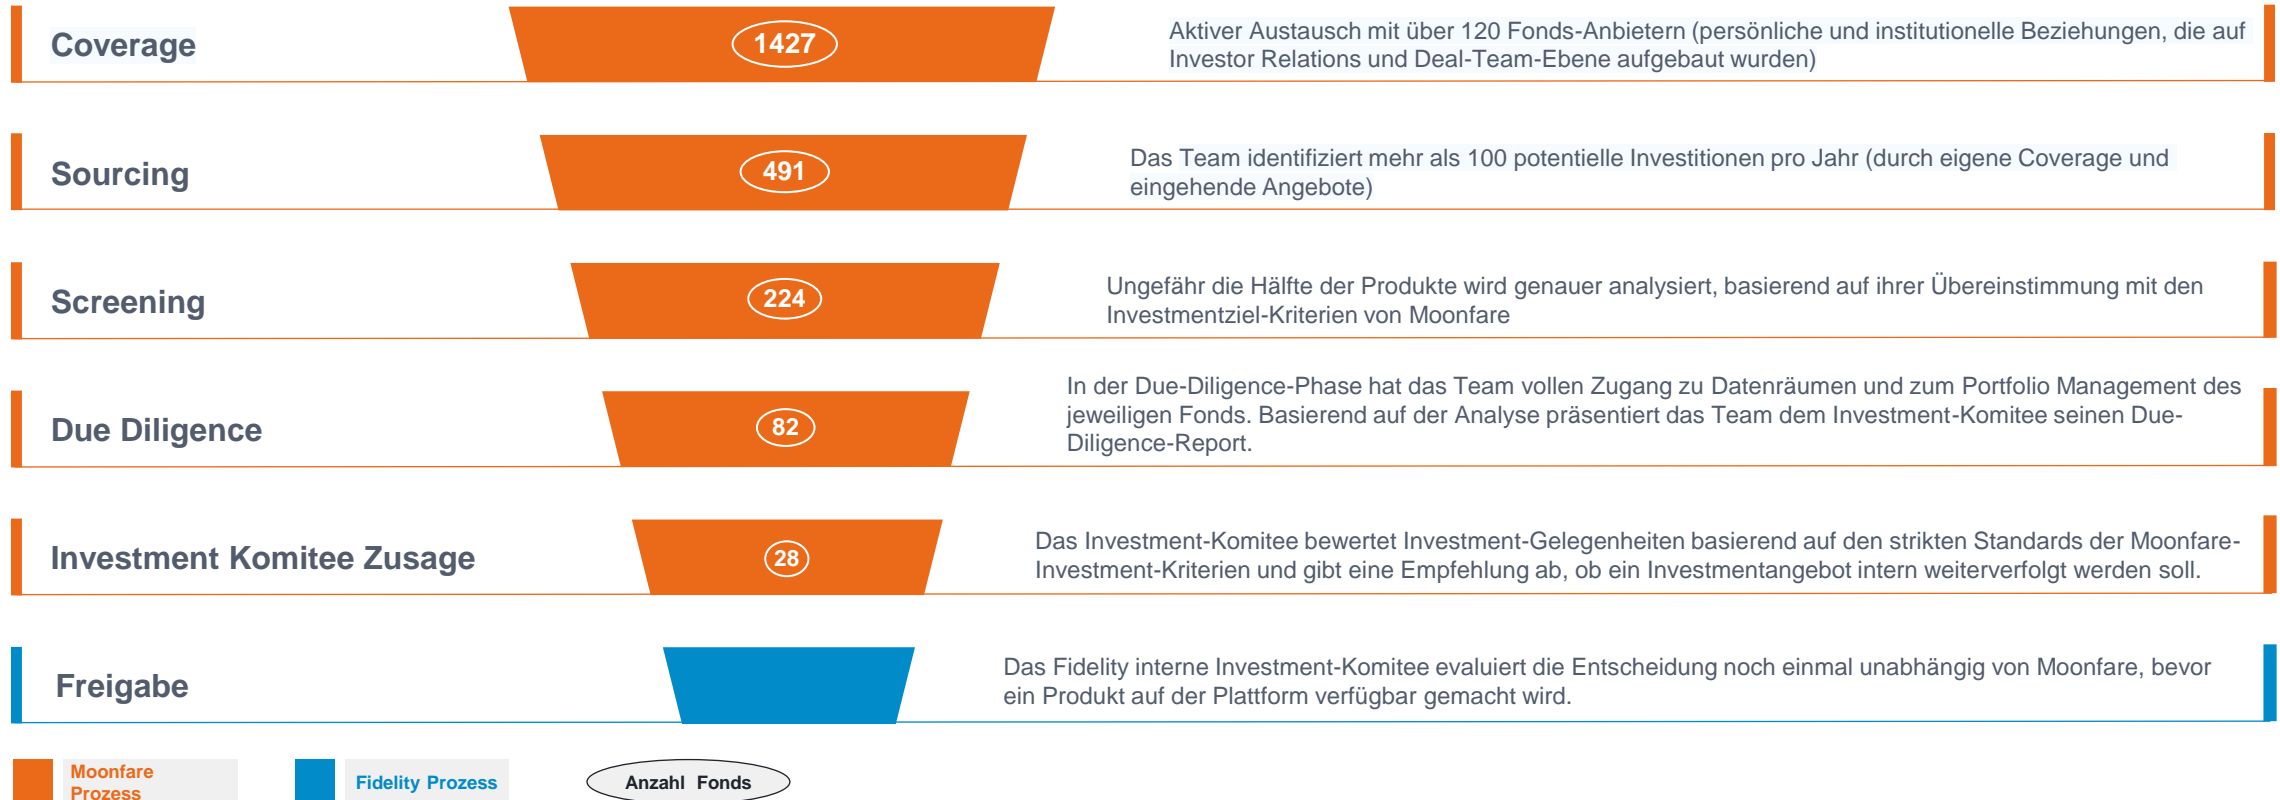 Coverage
1427
Aktiver Austausch mit über 120 Fonds-Anbietern (persönliche und institutionelle Beziehungen, die auf
Investor Relations und Deal-Team-Ebene aufgebaut wurden)
Sourcing
491
Das Team identifiziert mehr als 100 potentielle Investitionen pro Jahr (durch eigene Coverage und
eingehende Angebote)
Screening
224
Ungefähr die Hälfte der Produkte wird genauer analysiert, basierend auf ihrer Übereinstimmung mit den
Investmentziel-Kriterien von Moonfare
Due Diligence
82
In der Due-Diligence-Phase hat das Team vollen Zugang zu Datenräumen und zum Portfolio Management des
jeweiligen Fonds. Basierend auf der Analyse präsentiert das Team dem Investment-Komitee seinen Due-
Diligence-Report.
Investment Komitee Zusage
28
Das Investment-Komitee bewertet Investment-Gelegenheiten basierend auf den strikten Standards der Moonfare-
Investment-Kriterien und gibt eine Empfehlung ab, ob ein Investmentangebot intern weiterverfolgt werden soll.
Freigabe
Das Fidelity interne Investment-Komitee evaluiert die Entscheidung noch einmal unabhängig von Moonfare, bevor
ein Produkt auf der Plattform verfügbar gemacht wird.
Moonfare
Prozess
Fidelity Prozess
Anzahl Fonds